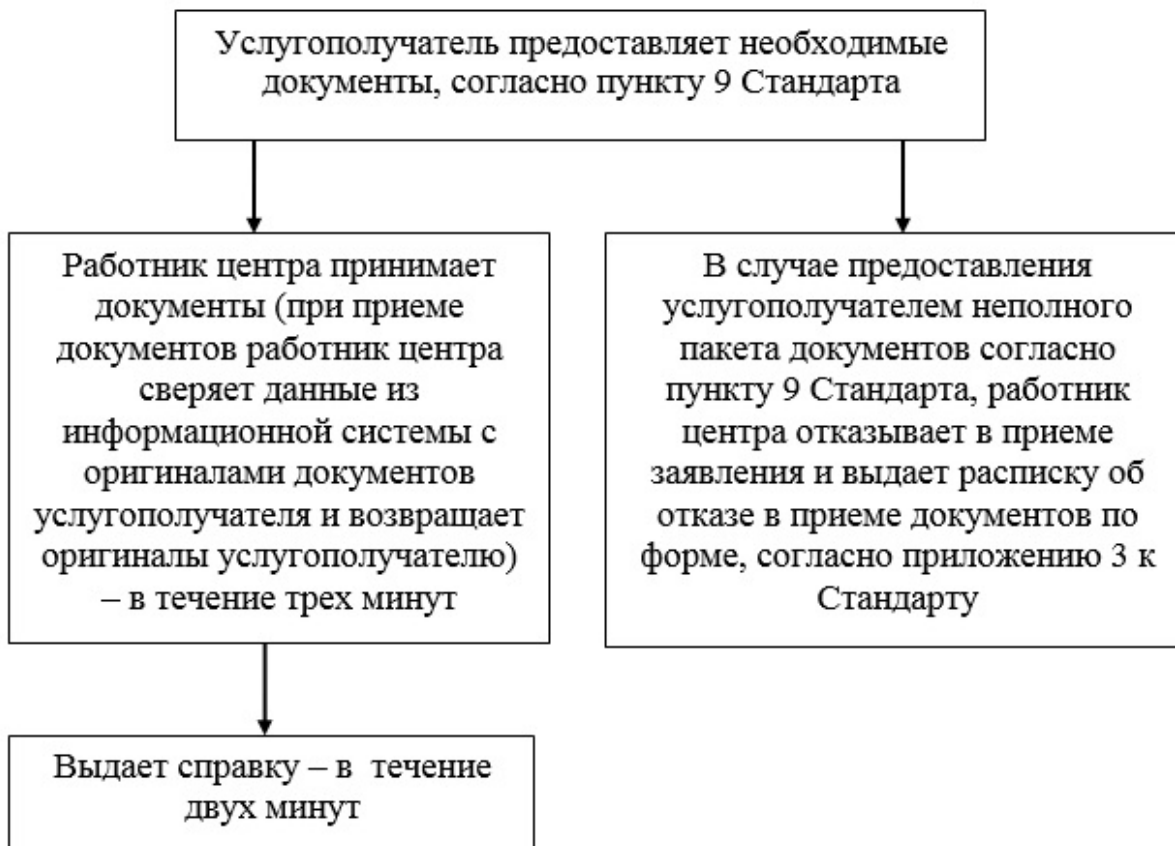 Услугополучатель предоставляет необходимые
документы, согласно пункту 9 Стандарта
Работник центра принимает
документы (при приеме
документов работник центра
сверяет данные из
информационной системы с
оригиналами документов
услугополучателя и возвращает
оригиналы услугополучателю)
– в течение трех минут
В случае предоставления
услугополучателем неполного
пакета документов согласно
пункту 9 Стандарта, работник
центра отказывает в приеме
заявления и выдает расписку об
отказе в приеме документов по
форме, согласно приложению 3 к
Стандарту
Выдает справку – в  течение
двух минут